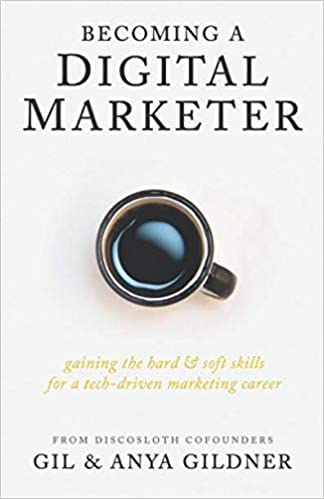 BECOMING A
DIGITAL
MARKETER
gaining the hard & soft skills
for a tech-driven marketing career
FROM DISCOSLOTH COFOUNDERS
GIL & ANYA GILDNER